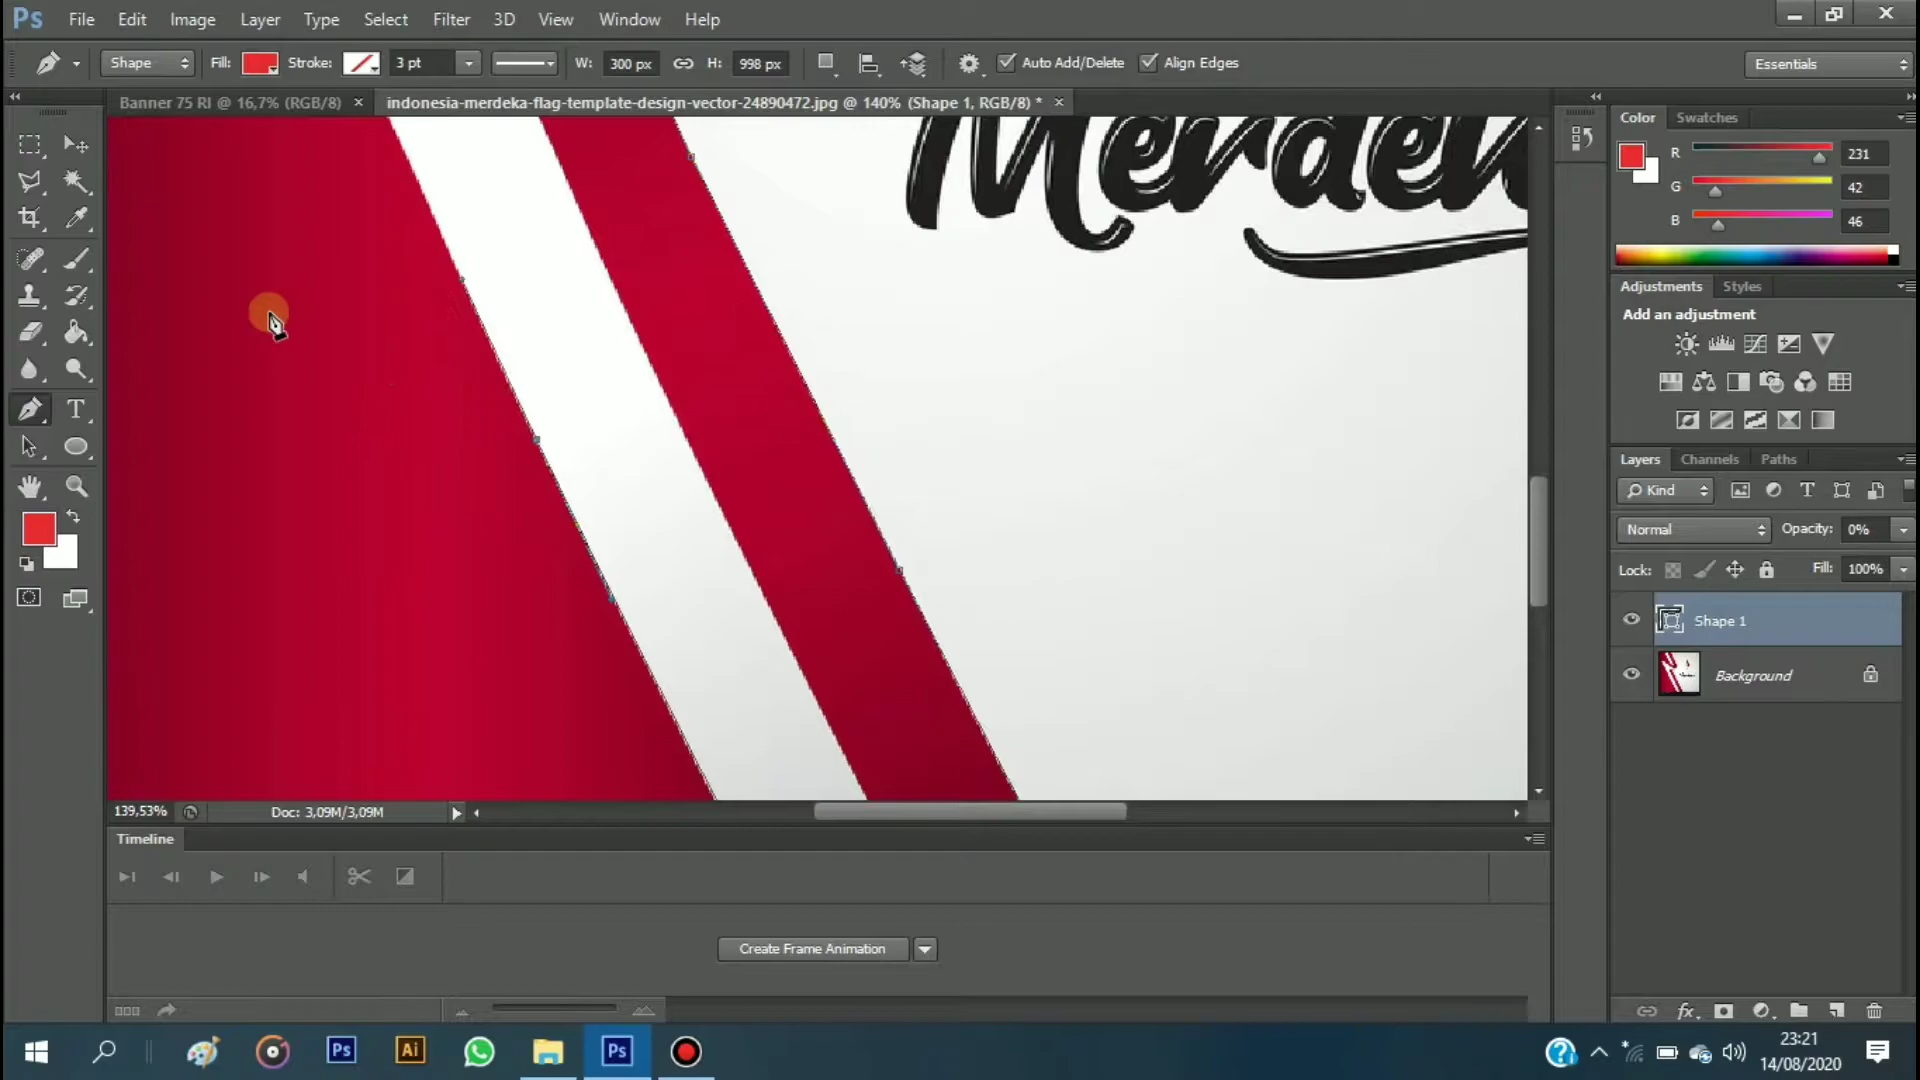 Ps File Edit Image Layer Type Select Filter 3D View Window Help
Shape Fill: Stroke: 3 pt W: 300 px H: 998 px Auto Add/Delete Align Edges Essentials
Banner 75 RI @ 16,7% (RGB/8) × indonesia-merdeka-flag-template-design-vector-24890472.jpg @ 140% (Shape 1, RGB/8) * ×
Color Swatches
R 231
G 42
B 46
Adjustments Styles
Add an adjustment
Layers Channels Paths
Kind
Normal Opacity: 0%
Lock: Fill: 100%
Shape 1
Background
fx
T
139,53% Doc: 3,09M/3,09M
Timeline
Create Frame Animation
Ps Ai Ps
23:21
14/08/2020